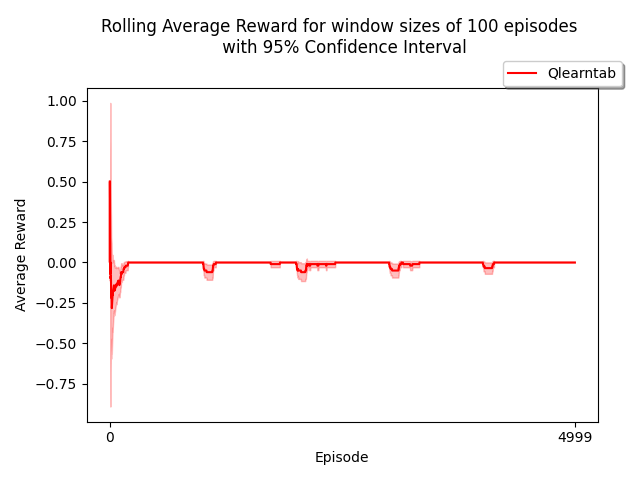 Rolling Average Reward for window sizes of 100 episodes
with 95% Confidence Interval
Qlearntab
1.00
0.75
0.50
0.25
0.00
−0.25
−0.50
−0.75
Average Reward
0
4999
Episode